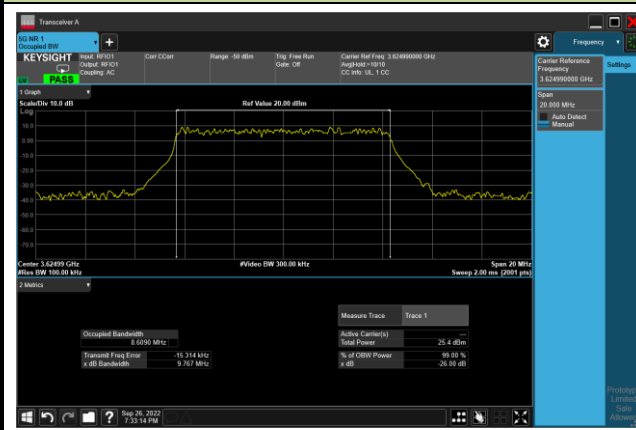 Transceiver A
5G NR 1
Occupied BW
Frequency
KEYSIGHT
Input: RFIO1
Output: RFIO1
Coupling: AC
Corr CCorr
Range: -50 dBm
Trig: Free Run
Gate: Off
Carrier Ref Freq: 3.624990000 GHz
Avg|Hold:>10/10
CC Info: UL, 1 CC
PASS
Carrier Reference
Frequency
3.624990000 GHz
Settings
Span
20.000 MHz
Auto Detect
Manual
1 Graph
Scale/Div 10.0 dB
Ref Value 20.00 dBm
Log
10.0
0.00
-10.0
-20.0
-30.0
-40.0
-50.0
-60.0
-70.0
Center 3.62499 GHz
#Video BW 300.00 kHz
Span 20 MHz
#Res BW 100.00 kHz
Sweep 2.00 ms (2001 pts)
2 Metrics
Measure Trace
Trace 1
Occupied Bandwidth
8.6090 MHz
Active Carrier(s)
---
Total Power
25.4 dBm
Transmit Freq Error
-15.314 kHz
% of OBW Power
99.00 %
x dB Bandwidth
9.767 MHz
x dB
-26.00 dB
Sep 26, 2022
7:33:14 PM
Prototype
Limited
Sale
Allowed